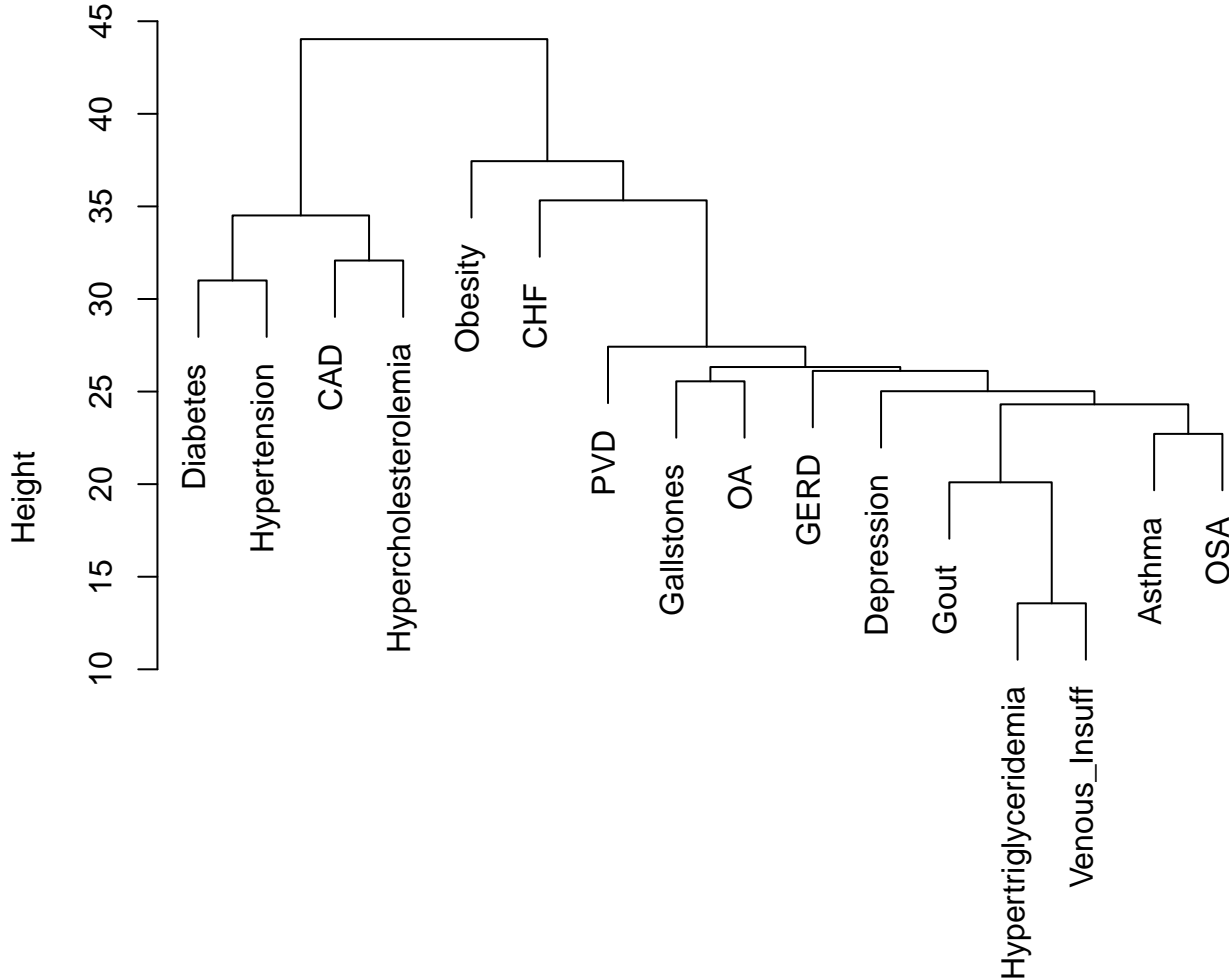 Height
45
40
35
30
25
20
15
10
Diabetes
Hypertension
CAD
Hypercholesterolemia
Obesity
CHF
PVD
Gallstones
OA
GERD
Depression
Gout
Hypertriglyceridemia
Venous_Insuff
Asthma
OSA